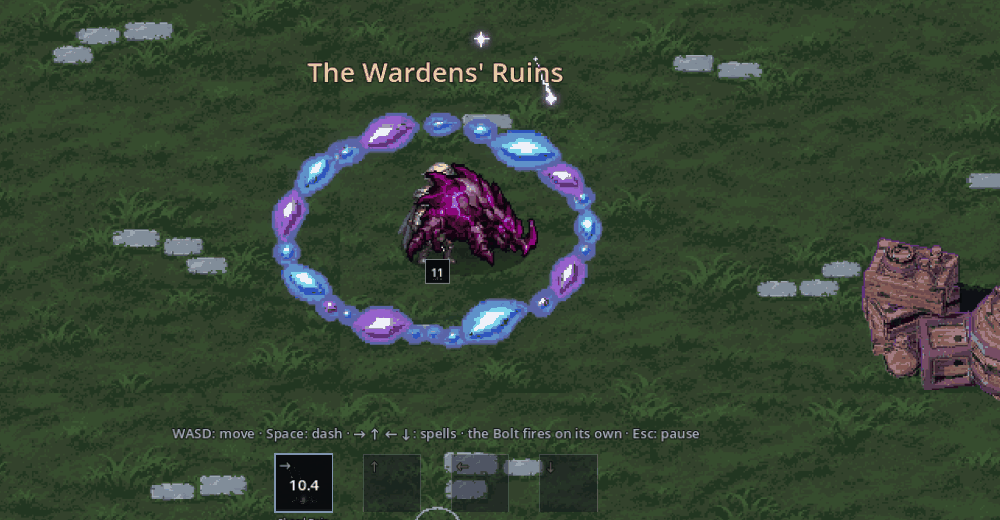 The Wardens' Ruins
11
WASD: move · Space: dash · → ↑ ← ↓: spells · the Bolt fires on its own · Esc: pause
→ ↑ ← ↓
10.4